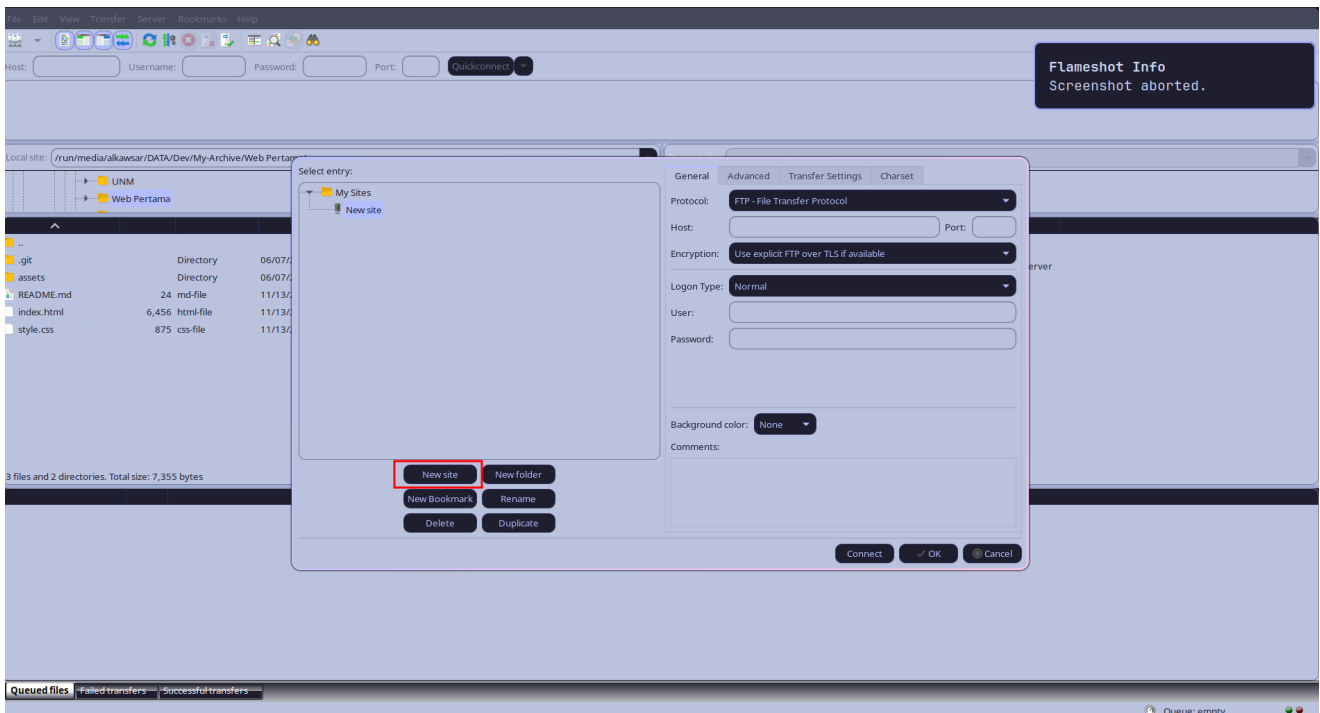 File Edit View Transfer Server Bookmarks Help
Host: Username: Password: Port: Quickconnect
Flameshot Info
Screenshot aborted.
Local site: /run/media/alkawsar/DATA/Dev/My-Archive/Web Pertama/
UNM
Web Pertama
..
.git Directory 06/07/
assets Directory 06/07/
README.md 24 md-file 11/13/
index.html 6,456 html-file 11/13/
style.css 875 css-file 11/13/
3 files and 2 directories. Total size: 7,355 bytes
Select entry:
My Sites
New site
New site New folder
New Bookmark Rename
Delete Duplicate
General Advanced Transfer Settings Charset
Protocol: FTP - File Transfer Protocol
Host: Port:
Encryption: Use explicit FTP over TLS if available
Logon Type: Normal
User:
Password:
Background color: None
Comments:
Connect OK Cancel
erver
Queued files Failed transfers Successful transfers
Queue: empty